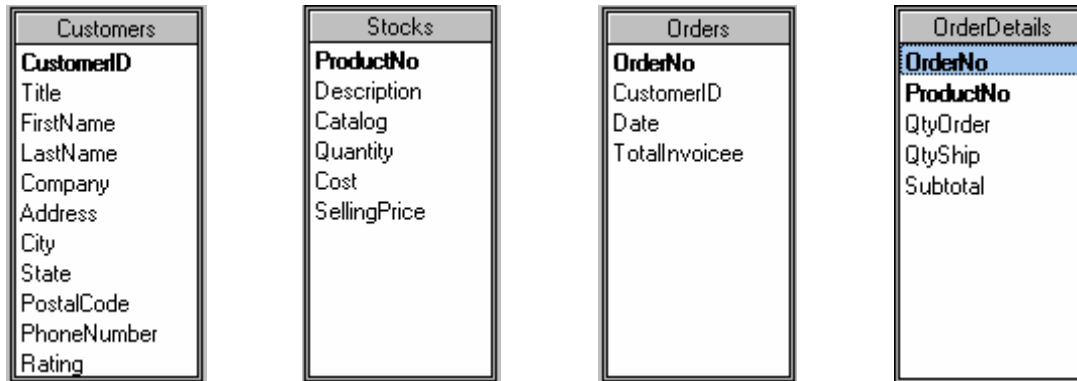 Customers
CustomerID
Title
FirstName
LastName
Company
Address
City
State
PostalCode
PhoneNumber
Rating
Stocks
ProductNo
Description
Catalog
Quantity
Cost
SellingPrice
Orders
OrderNo
CustomerID
Date
TotalInvoicee
OrderDetails
OrderNo
ProductNo
QtyOrder
QtyShip
Subtotal